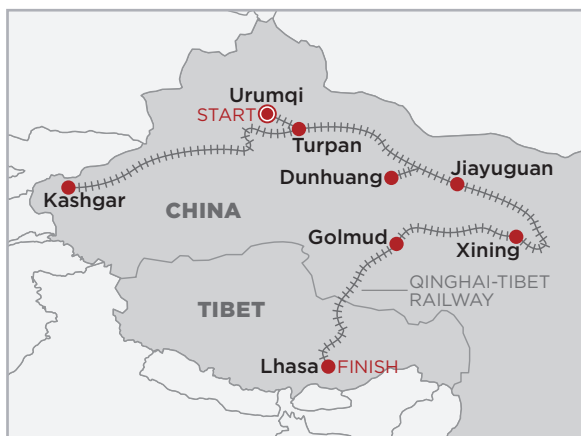 Urumqi
START
Turpan
Jiayuguan
Dunhuang
Kashgar
CHINA
Golmud
Xining
QINGHAI-TIBET
RAILWAY
TIBET
Lhasa FINISH